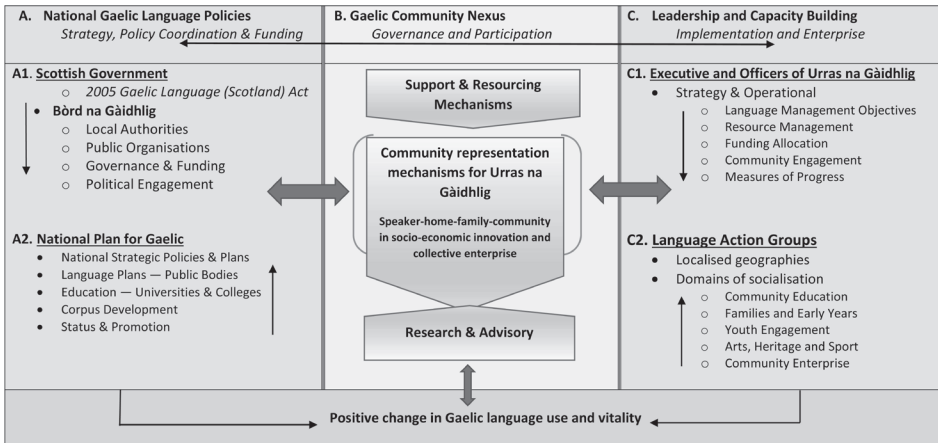 A. National Gaelic Language Policies
Strategy, Policy Coordination & Funding
B. Gaelic Community Nexus
Governance and Participation
C. Leadership and Capacity Building
Implementation and Enterprise
A1. Scottish Government
o 2005 Gaelic Language (Scotland) Act
• Bòrd na Gàidhlig
o Local Authorities
o Public Organisations
o Governance & Funding
o Political Engagement
A2. National Plan for Gaelic
• National Strategic Policies & Plans
• Language Plans — Public Bodies
• Education — Universities & Colleges
• Corpus Development
• Status & Promotion
Support & Resourcing
Mechanisms
Community representation
mechanisms for Urras na
Gàidhlig
Speaker-home-family-community
in socio-economic innovation and
collective enterprise
Research & Advisory
C1. Executive and Officers of Urras na Gàidhlig
• Strategy & Operational
o Language Management Objectives
o Resource Management
o Funding Allocation
o Community Engagement
o Measures of Progress
C2. Language Action Groups
• Localised geographies
• Domains of socialisation
o Community Education
o Families and Early Years
o Youth Engagement
o Arts, Heritage and Sport
o Community Enterprise
Positive change in Gaelic language use and vitality